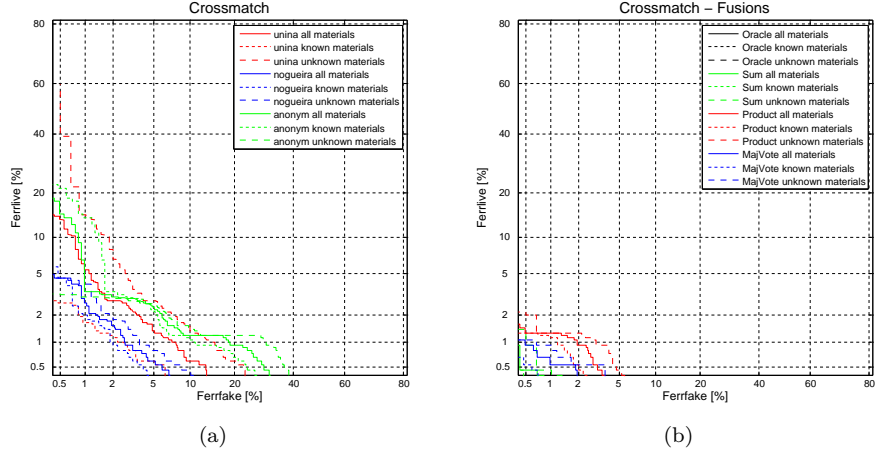 Crossmatch
80
60
40
20
10
5
2
1
0.5
Ferrlive [%]
0.5 1 2 5 10 20 40 60 80
Ferrfake [%]
unina all materials
unina known materials
unina unknown materials
nogueira all materials
nogueira known materials
nogueira unknown materials
anonym all materials
anonym known materials
anonym unknown materials
(a)
Crossmatch – Fusions
80
60
40
20
10
5
2
1
0.5
Ferrlive [%]
0.5 1 2 5 10 20 40 60 80
Ferrfake [%]
Oracle all materials
Oracle known materials
Oracle unknown materials
Sum all materials
Sum known materials
Sum unknown materials
Product all materials
Product known materials
Product unknown materials
MajVote all materials
MajVote known materials
MajVote unknown materials
(b)